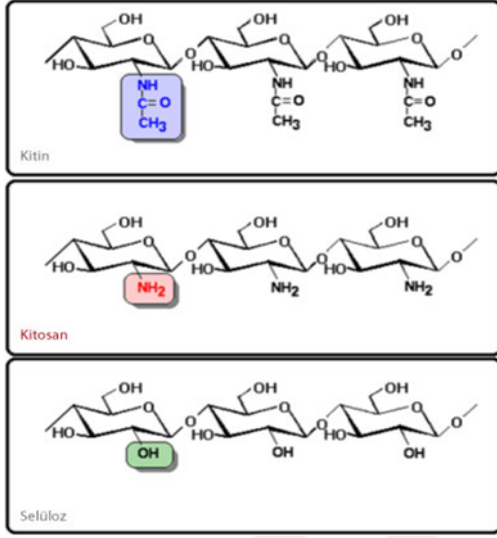 OH OH OH
O O O O O O
HO HO HO
NH NH NH
C=O C=O C=O
CH₃ CH₃ CH₃
Kitin
OH OH OH
O O O O O O
HO HO HO
NH₂ NH₂ NH₂
Kitosan
OH OH OH
O O O O O O
HO HO HO
OH OH OH
Selüloz